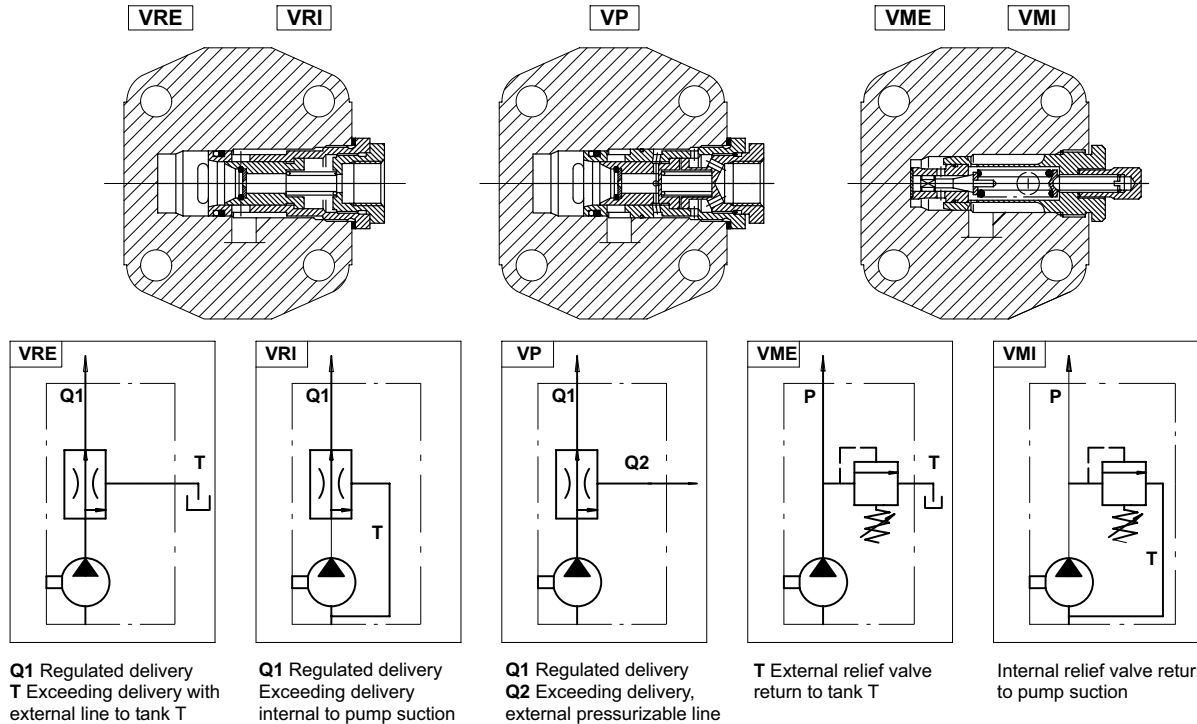 VRE
VRI
VP
VME
VMI
VRE
Q1
T
VRI
Q1
T
VP
Q1
Q2
VME
P
T
VMI
P
T
Q1 Regulated delivery
T Exceeding delivery with
external line to tank T
Q1 Regulated delivery
Exceeding delivery
internal to pump suction
Q1 Regulated delivery
Q2 Exceeding delivery,
external pressurizable line
T External relief valve
return to tank T
Internal relief valve retur
to pump suction